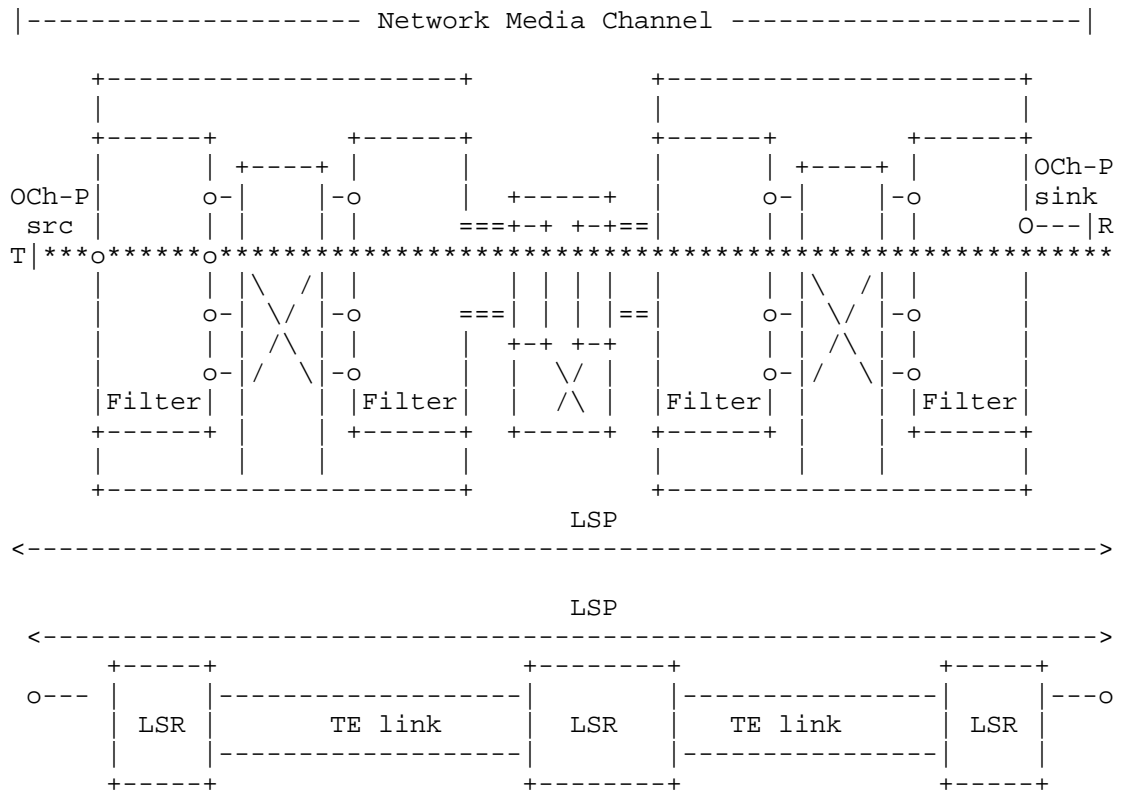 Network Media Channel
OCh-P OCh-P
src sink
T R
Filter Filter Filter Filter
LSP
LSP
LSR TE link LSR TE link LSR